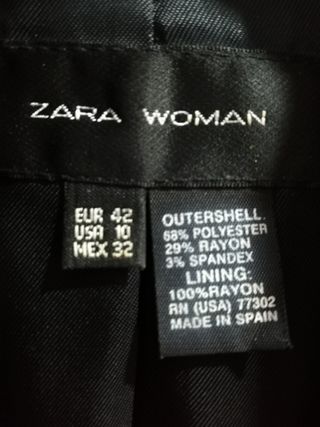 ZARA WOMAN
EUR 42
USA 10
MEX 32
OUTERSHELL:
68% POLYESTER
29% RAYON
3% SPANDEX
LINING:
100%RAYON
RN (USA) 77302
MADE IN SPAIN